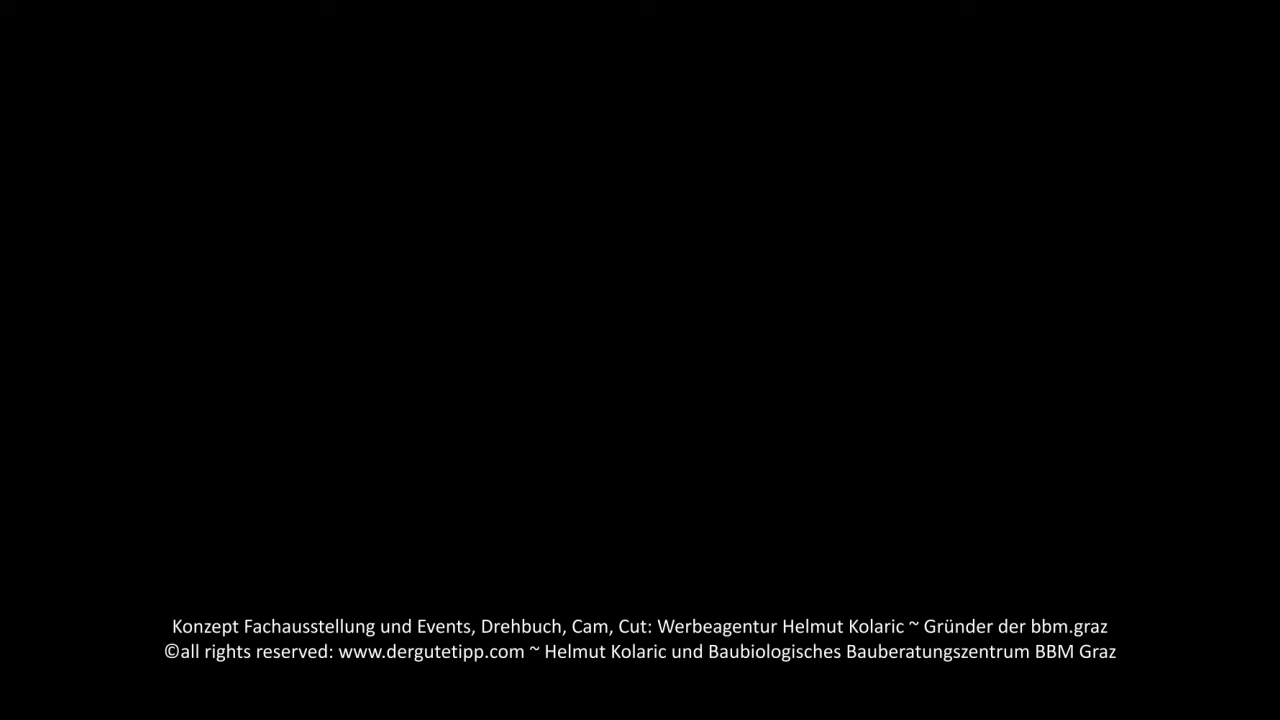 Konzept Fachausstellung und Events, Drehbuch, Cam, Cut: Werbeagentur Helmut Kolaric ~ Gründer der bbm.graz
©all rights reserved: www.dergutetipp.com ~ Helmut Kolaric und Baubiologisches Bauberatungszentrum BBM Graz